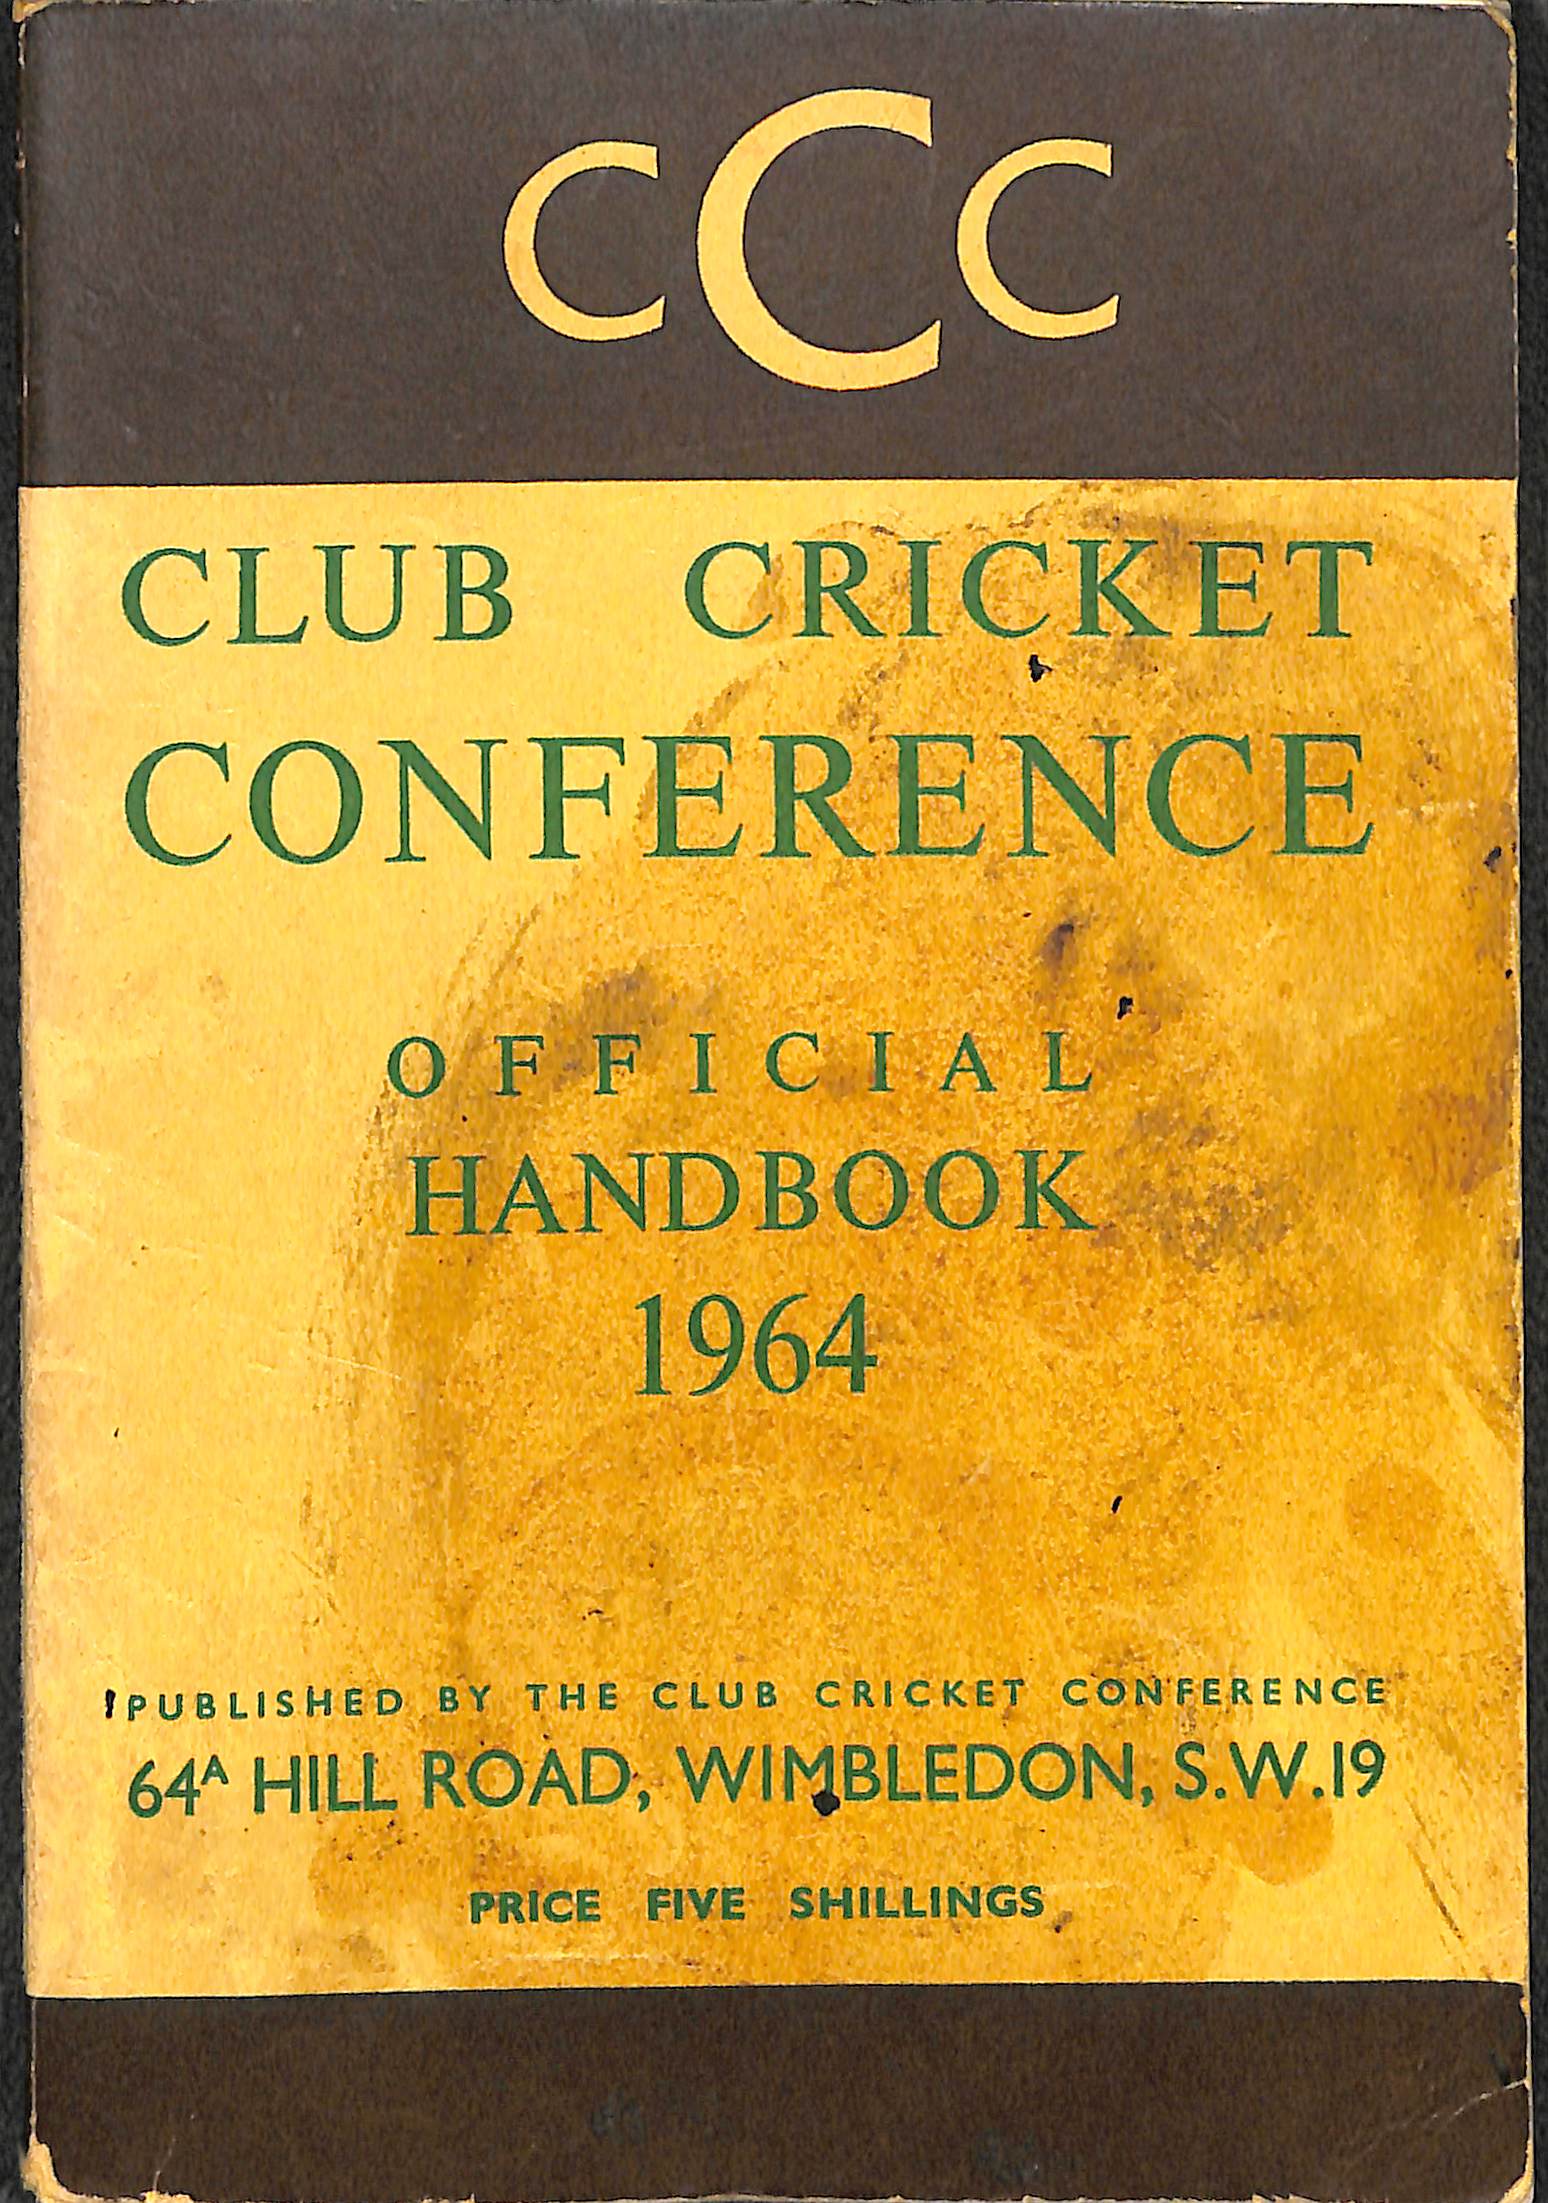 CCC
CLUB CRICKET
CONFERENCE
OFFICIAL
HANDBOOK
1964
PUBLISHED BY THE CLUB CRICKET CONFERENCE
64A HILL ROAD, WIMBLEDON, S.W.19
PRICE FIVE SHILLINGS